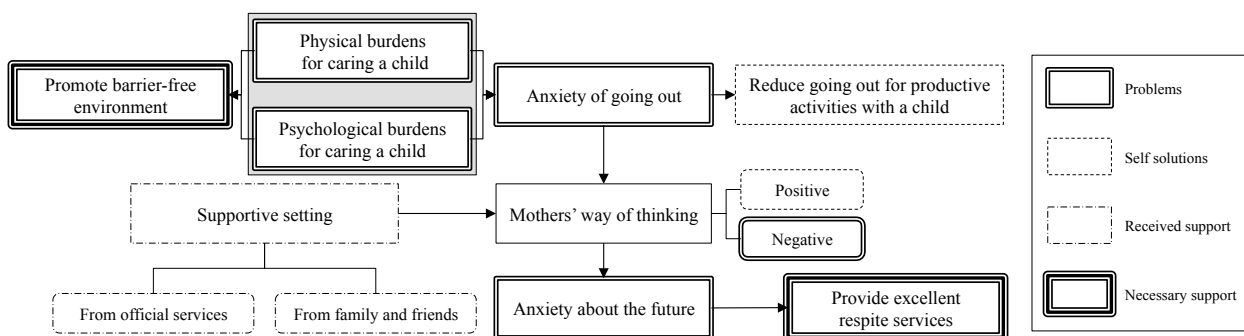 Physical burdens
for caring a child
Promote barrier-free
environment
Anxiety of going out
Reduce going out for productive
activities with a child
Psychological burdens
for caring a child
Supportive setting
Mothers’ way of thinking
Positive
Negative
From official services
From family and friends
Anxiety about the future
Provide excellent
respite services
Problems
Self solutions
Received support
Necessary support